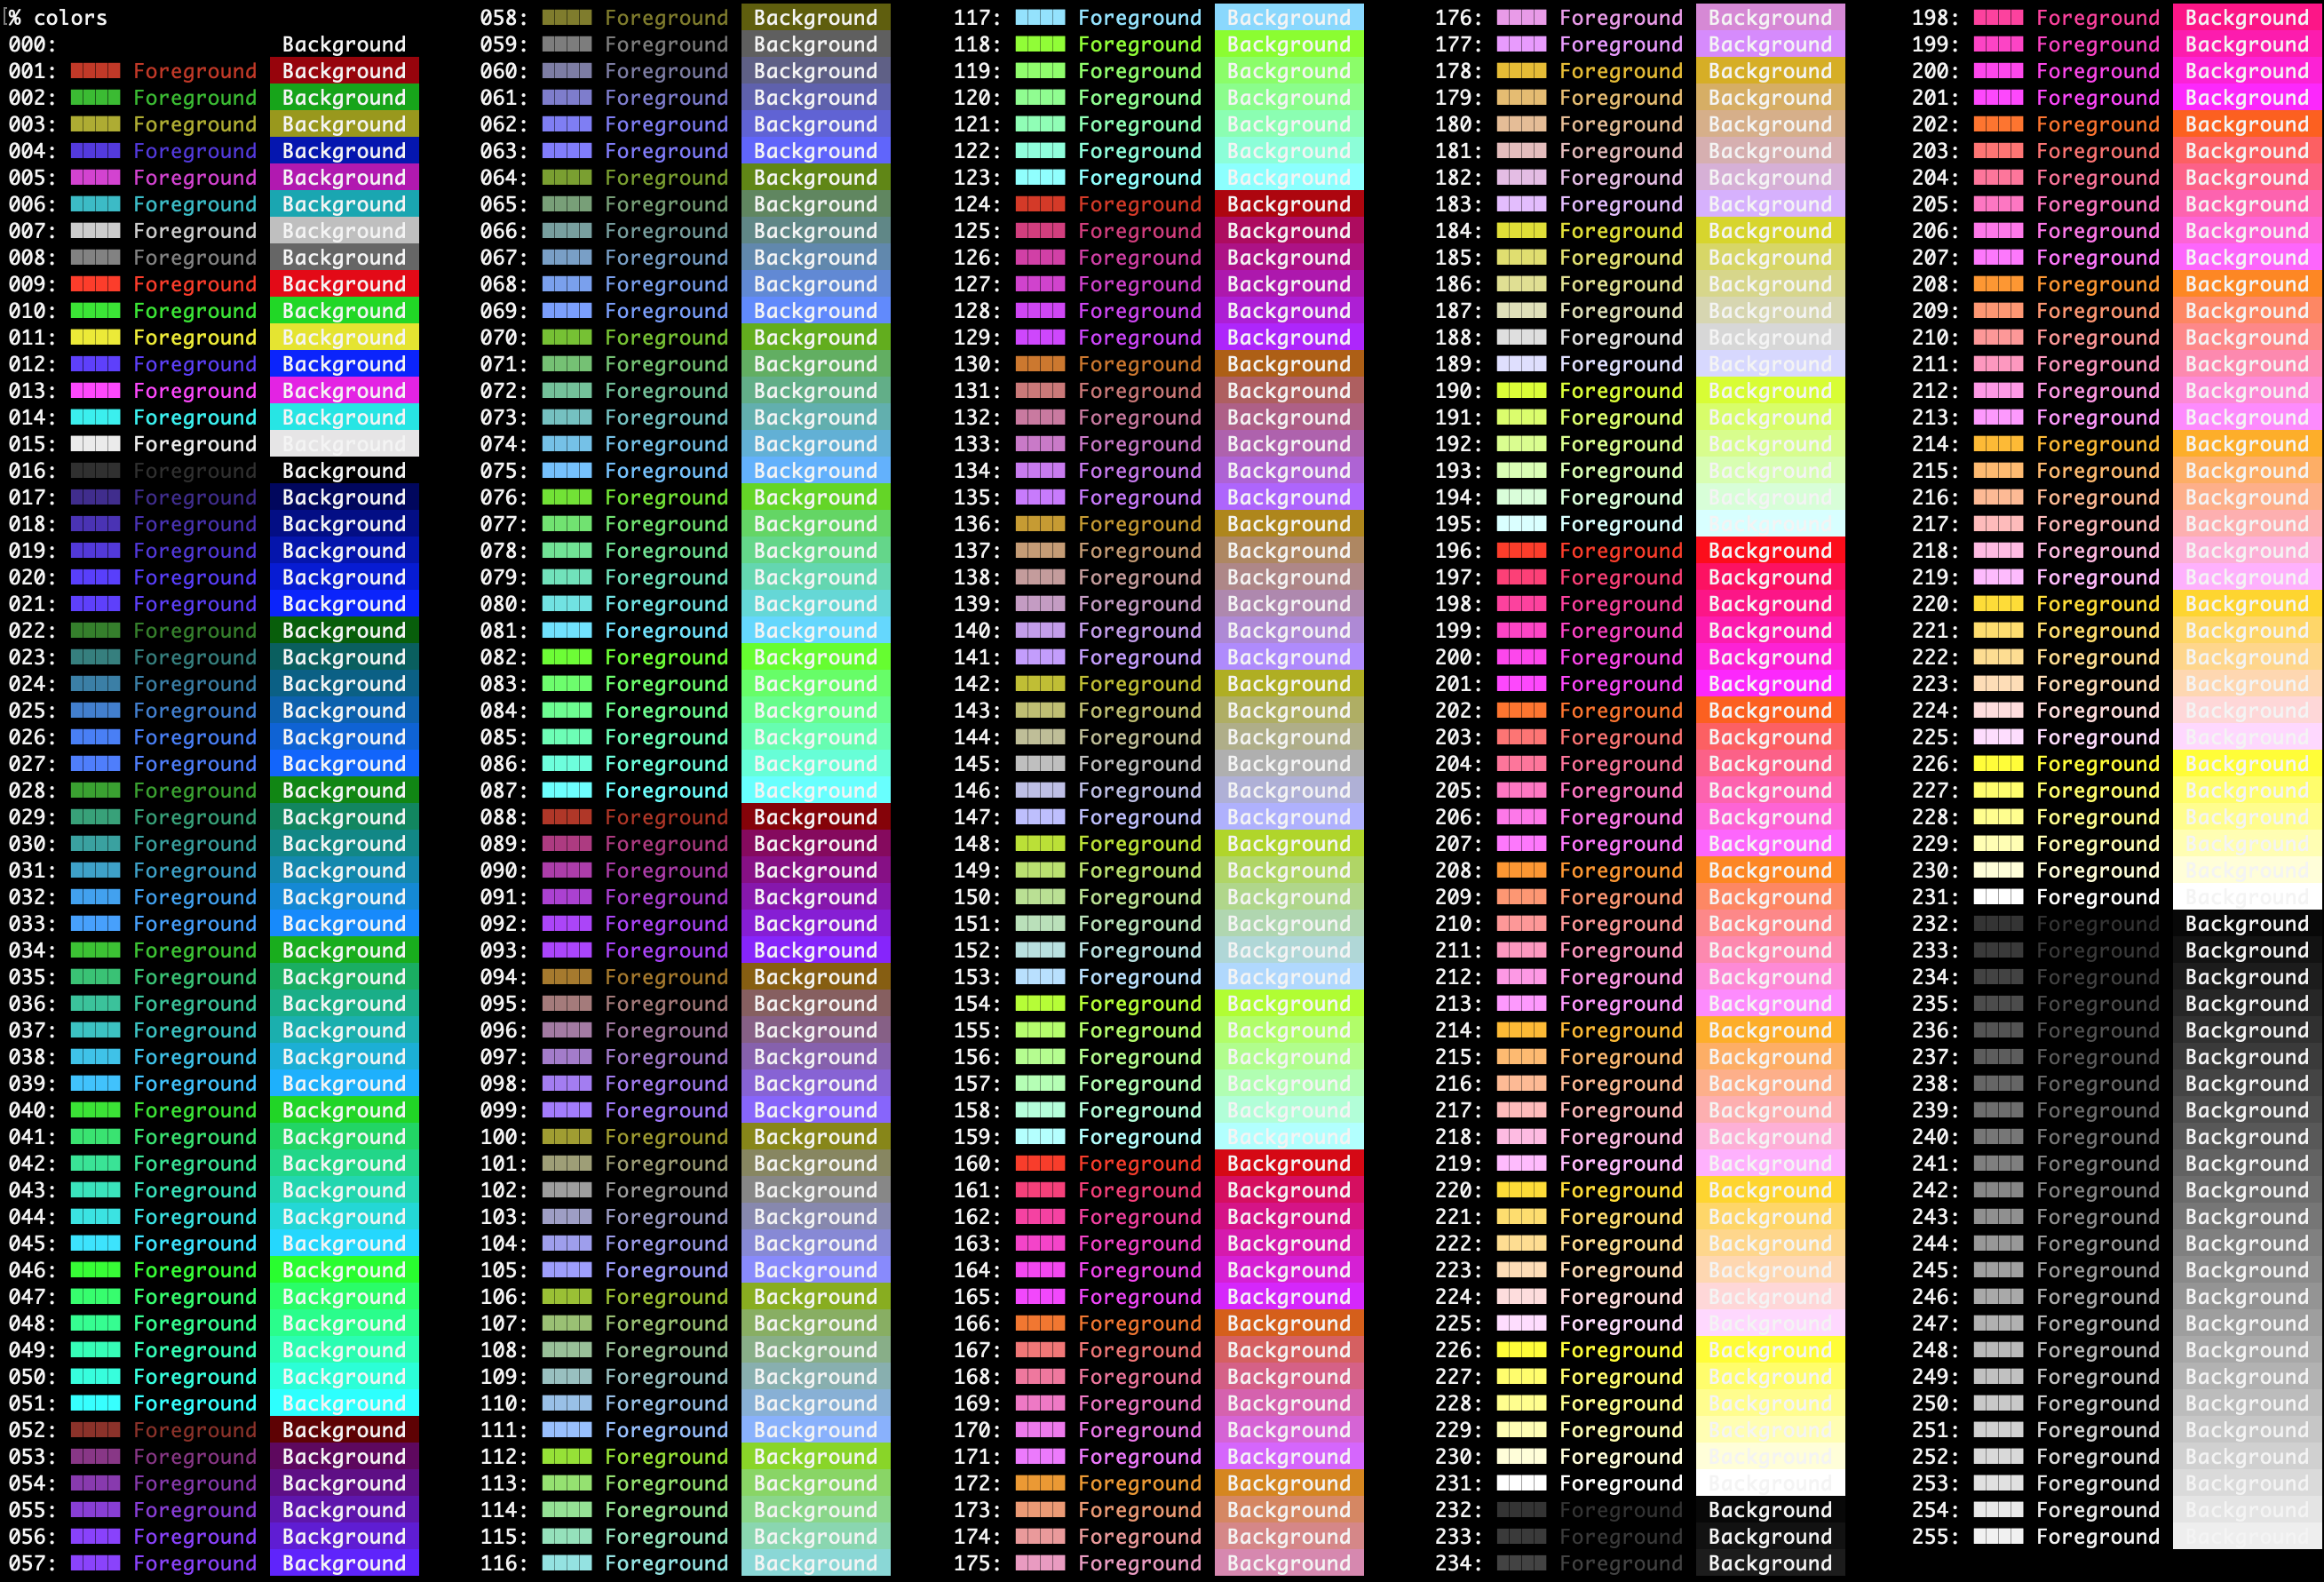 % colors
000: Background
001: Foreground Background
002: Foreground Background
003: Foreground Background
004: Foreground Background
005: Foreground Background
006: Foreground Background
007: Foreground Background
008: Foreground Background
009: Foreground Background
010: Foreground Background
011: Foreground Background
012: Foreground Background
013: Foreground Background
014: Foreground Background
015: Foreground Background
016: Foreground Background
017: Foreground Background
018: Foreground Background
019: Foreground Background
020: Foreground Background
021: Foreground Background
022: Foreground Background
023: Foreground Background
024: Foreground Background
025: Foreground Background
026: Foreground Background
027: Foreground Background
028: Foreground Background
029: Foreground Background
030: Foreground Background
031: Foreground Background
032: Foreground Background
033: Foreground Background
034: Foreground Background
035: Foreground Background
036: Foreground Background
037: Foreground Background
038: Foreground Background
039: Foreground Background
040: Foreground Background
041: Foreground Background
042: Foreground Background
043: Foreground Background
044: Foreground Background
045: Foreground Background
046: Foreground Background
047: Foreground Background
048: Foreground Background
049: Foreground Background
050: Foreground Background
051: Foreground Background
052: Foreground Background
053: Foreground Background
054: Foreground Background
055: Foreground Background
056: Foreground Background
057: Foreground Background
058: Foreground Background
059: Foreground Background
060: Foreground Background
061: Foreground Background
062: Foreground Background
063: Foreground Background
064: Foreground Background
065: Foreground Background
066: Foreground Background
067: Foreground Background
068: Foreground Background
069: Foreground Background
070: Foreground Background
071: Foreground Background
072: Foreground Background
073: Foreground Background
074: Foreground Background
075: Foreground Background
076: Foreground Background
077: Foreground Background
078: Foreground Background
079: Foreground Background
080: Foreground Background
081: Foreground Background
082: Foreground Background
083: Foreground Background
084: Foreground Background
085: Foreground Background
086: Foreground Background
087: Foreground Background
088: Foreground Background
089: Foreground Background
090: Foreground Background
091: Foreground Background
092: Foreground Background
093: Foreground Background
094: Foreground Background
095: Foreground Background
096: Foreground Background
097: Foreground Background
098: Foreground Background
099: Foreground Background
100: Foreground Background
101: Foreground Background
102: Foreground Background
103: Foreground Background
104: Foreground Background
105: Foreground Background
106: Foreground Background
107: Foreground Background
108: Foreground Background
109: Foreground Background
110: Foreground Background
111: Foreground Background
112: Foreground Background
113: Foreground Background
114: Foreground Background
115: Foreground Background
116: Foreground Background
117: Foreground Background
118: Foreground Background
119: Foreground Background
120: Foreground Background
121: Foreground Background
122: Foreground Background
123: Foreground Background
124: Foreground Background
125: Foreground Background
126: Foreground Background
127: Foreground Background
128: Foreground Background
129: Foreground Background
130: Foreground Background
131: Foreground Background
132: Foreground Background
133: Foreground Background
134: Foreground Background
135: Foreground Background
136: Foreground Background
137: Foreground Background
138: Foreground Background
139: Foreground Background
140: Foreground Background
141: Foreground Background
142: Foreground Background
143: Foreground Background
144: Foreground Background
145: Foreground Background
146: Foreground Background
147: Foreground Background
148: Foreground Background
149: Foreground Background
150: Foreground Background
151: Foreground Background
152: Foreground Background
153: Foreground Background
154: Foreground Background
155: Foreground Background
156: Foreground Background
157: Foreground Background
158: Foreground Background
159: Foreground Background
160: Foreground Background
161: Foreground Background
162: Foreground Background
163: Foreground Background
164: Foreground Background
165: Foreground Background
166: Foreground Background
167: Foreground Background
168: Foreground Background
169: Foreground Background
170: Foreground Background
171: Foreground Background
172: Foreground Background
173: Foreground Background
174: Foreground Background
175: Foreground Background
176: Foreground Background
177: Foreground Background
178: Foreground Background
179: Foreground Background
180: Foreground Background
181: Foreground Background
182: Foreground Background
183: Foreground Background
184: Foreground Background
185: Foreground Background
186: Foreground Background
187: Foreground Background
188: Foreground Background
189: Foreground Background
190: Foreground Background
191: Foreground Background
192: Foreground Background
193: Foreground Background
194: Foreground Background
195: Foreground Background
196: Foreground Background
197: Foreground Background
198: Foreground Background
199: Foreground Background
200: Foreground Background
201: Foreground Background
202: Foreground Background
203: Foreground Background
204: Foreground Background
205: Foreground Background
206: Foreground Background
207: Foreground Background
208: Foreground Background
209: Foreground Background
210: Foreground Background
211: Foreground Background
212: Foreground Background
213: Foreground Background
214: Foreground Background
215: Foreground Background
216: Foreground Background
217: Foreground Background
218: Foreground Background
219: Foreground Background
220: Foreground Background
221: Foreground Background
222: Foreground Background
223: Foreground Background
224: Foreground Background
225: Foreground Background
226: Foreground Background
227: Foreground Background
228: Foreground Background
229: Foreground Background
230: Foreground Background
231: Foreground Background
232: Foreground Background
233: Foreground Background
234: Foreground Background
198: Foreground Background
199: Foreground Background
200: Foreground Background
201: Foreground Background
202: Foreground Background
203: Foreground Background
204: Foreground Background
205: Foreground Background
206: Foreground Background
207: Foreground Background
208: Foreground Background
209: Foreground Background
210: Foreground Background
211: Foreground Background
212: Foreground Background
213: Foreground Background
214: Foreground Background
215: Foreground Background
216: Foreground Background
217: Foreground Background
218: Foreground Background
219: Foreground Background
220: Foreground Background
221: Foreground Background
222: Foreground Background
223: Foreground Background
224: Foreground Background
225: Foreground Background
226: Foreground Background
227: Foreground Background
228: Foreground Background
229: Foreground Background
230: Foreground Background
231: Foreground Background
232: Foreground Background
233: Foreground Background
234: Foreground Background
235: Foreground Background
236: Foreground Background
237: Foreground Background
238: Foreground Background
239: Foreground Background
240: Foreground Background
241: Foreground Background
242: Foreground Background
243: Foreground Background
244: Foreground Background
245: Foreground Background
246: Foreground Background
247: Foreground Background
248: Foreground Background
249: Foreground Background
250: Foreground Background
251: Foreground Background
252: Foreground Background
253: Foreground Background
254: Foreground Background
255: Foreground Background